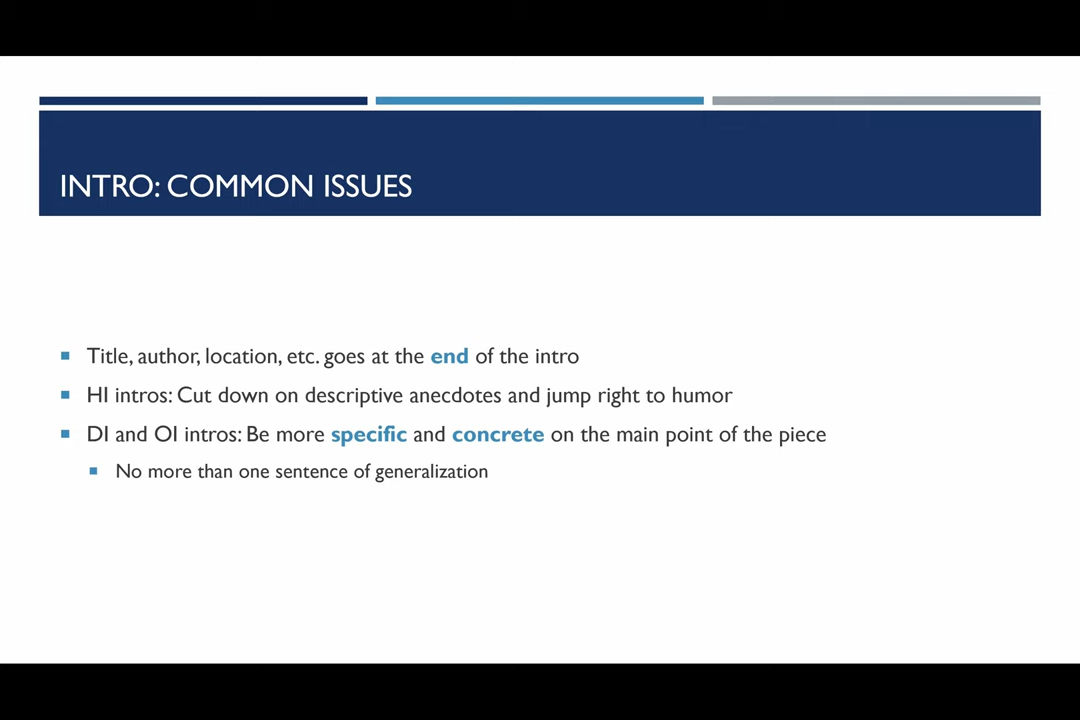 INTRO: COMMON ISSUES
Title, author, location, etc. goes at the end of the intro
HI intros: Cut down on descriptive anecdotes and jump right to humor
DI and OI intros: Be more specific and concrete on the main point of the piece
No more than one sentence of generalization